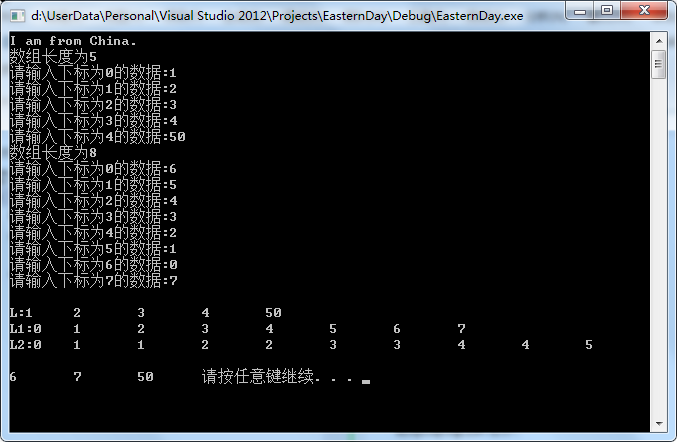 d:\UserData\Personal\Visual Studio 2012\Projects\EasternDay\Debug\EasternDay.exe
I am from China.
数组长度为5
请输入下标为0的数据:1
请输入下标为1的数据:2
请输入下标为2的数据:3
请输入下标为3的数据:4
请输入下标为4的数据:50
数组长度为8
请输入下标为0的数据:6
请输入下标为1的数据:5
请输入下标为2的数据:4
请输入下标为3的数据:3
请输入下标为4的数据:2
请输入下标为5的数据:1
请输入下标为6的数据:0
请输入下标为7的数据:7
L:1 2 3 4 50
L1:0 1 2 3 4 5 6 7
L2:0 1 1 2 2 3 3 4 4 5
6 7 50 请按任意键继续. . .